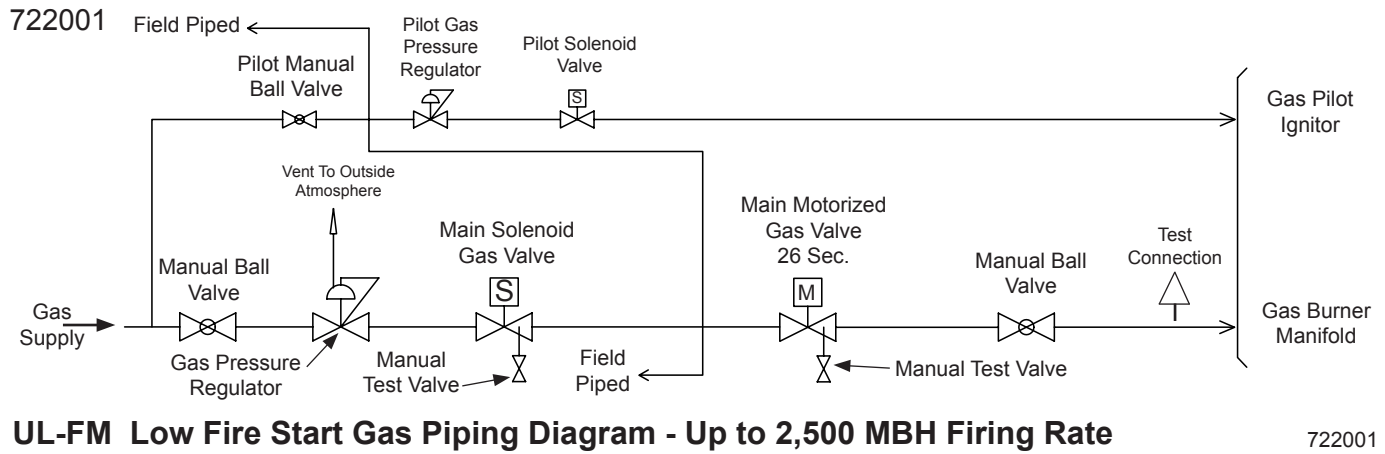 722001
Field Piped
Pilot Gas
Pressure
Regulator
Pilot Solenoid
Valve
Pilot Manual
Ball Valve
S
Gas Pilot
Ignitor
Vent To Outside
Atmosphere
Main Solenoid
Gas Valve
Main Motorized
Gas Valve
26 Sec.
Test
Connection
Manual Ball
Valve
Manual Ball
Valve
S
M
Gas
Supply
Gas Burner
Manifold
Gas Pressure
Regulator
Manual
Test Valve
Field
Piped
Manual Test Valve
UL-FM Low Fire Start Gas Piping Diagram - Up to 2,500 MBH Firing Rate
722001